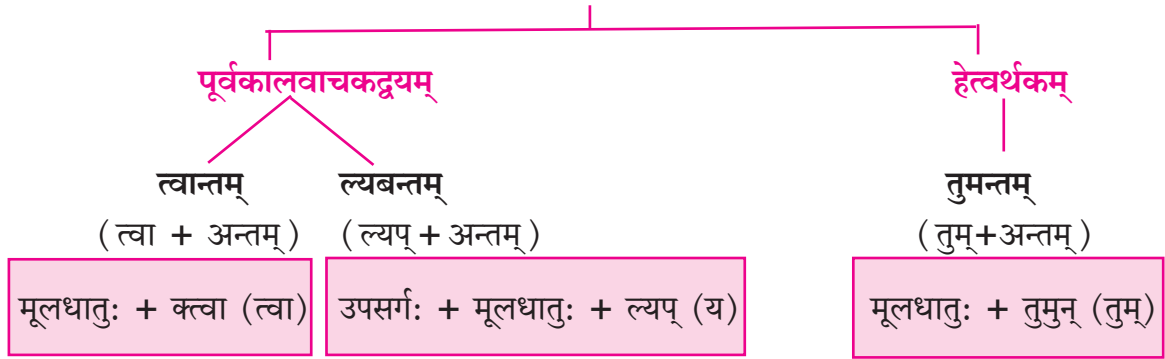 पूर्वकालवाचकद्वयम् हेत्वर्थकम्
त्वान्तम् ल्यबन्तम् तुमन्तम्
(त्वा + अन्तम्) (ल्यप् + अन्तम्) (तुम्+अन्तम्)
मूलधातु: + क्त्वा (त्वा) उपसर्ग: + मूलधातु: + ल्यप् (य) मूलधातु: + तुमुन् (तुम्)